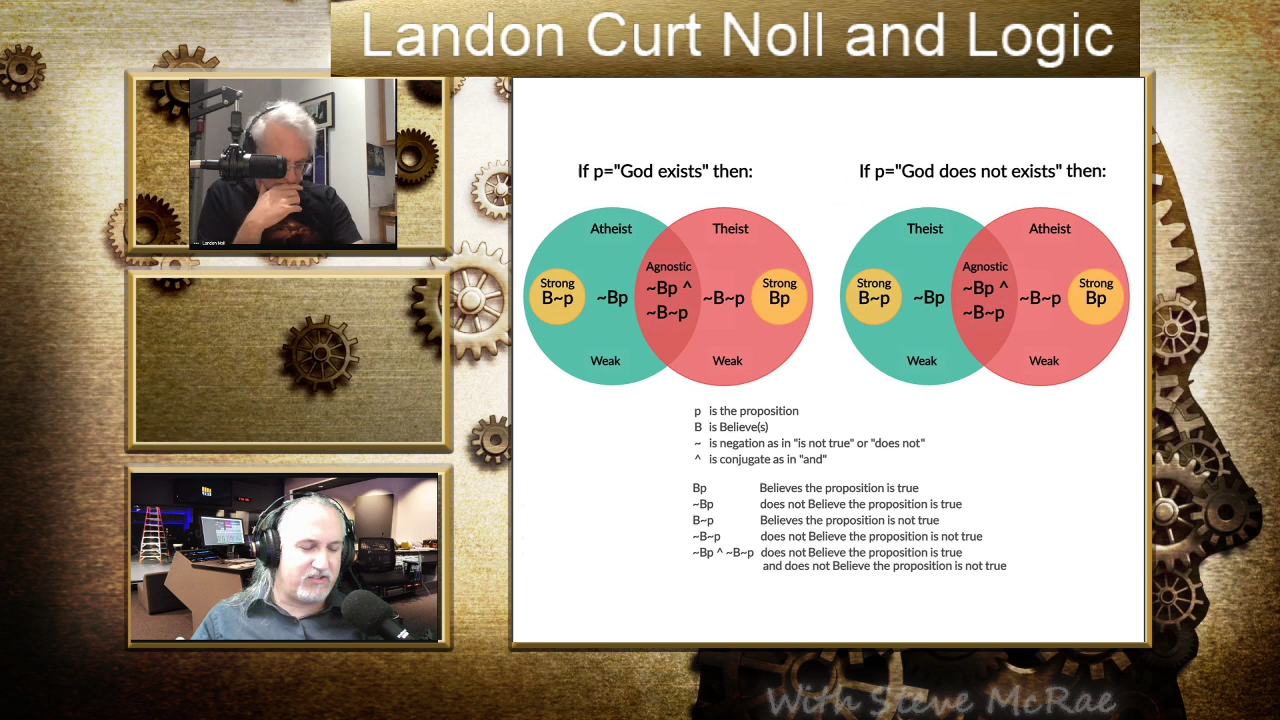 Landon Curt Noll and Logic
Landon Noll
If p="God exists" then:
Atheist
Theist
Agnostic
Strong
B~p
~Bp
~Bp ^
~B~p
~B~p
Strong
Bp
Weak
Weak
If p="God does not exists" then:
Theist
Atheist
Agnostic
Strong
B~p
~Bp
~Bp ^
~B~p
~B~p
Strong
Bp
Weak
Weak
p is the proposition
B is Believe(s)
~ is negation as in "is not true" or "does not"
^ is conjugate as in "and"
Bp Believes the proposition is true
~Bp does not Believe the proposition is true
B~p Believes the proposition is not true
~B~p does not Believe the proposition is not true
~Bp ^ ~B~p does not Believe the proposition is true
and does not Believe the proposition is not true
With Steve McRae